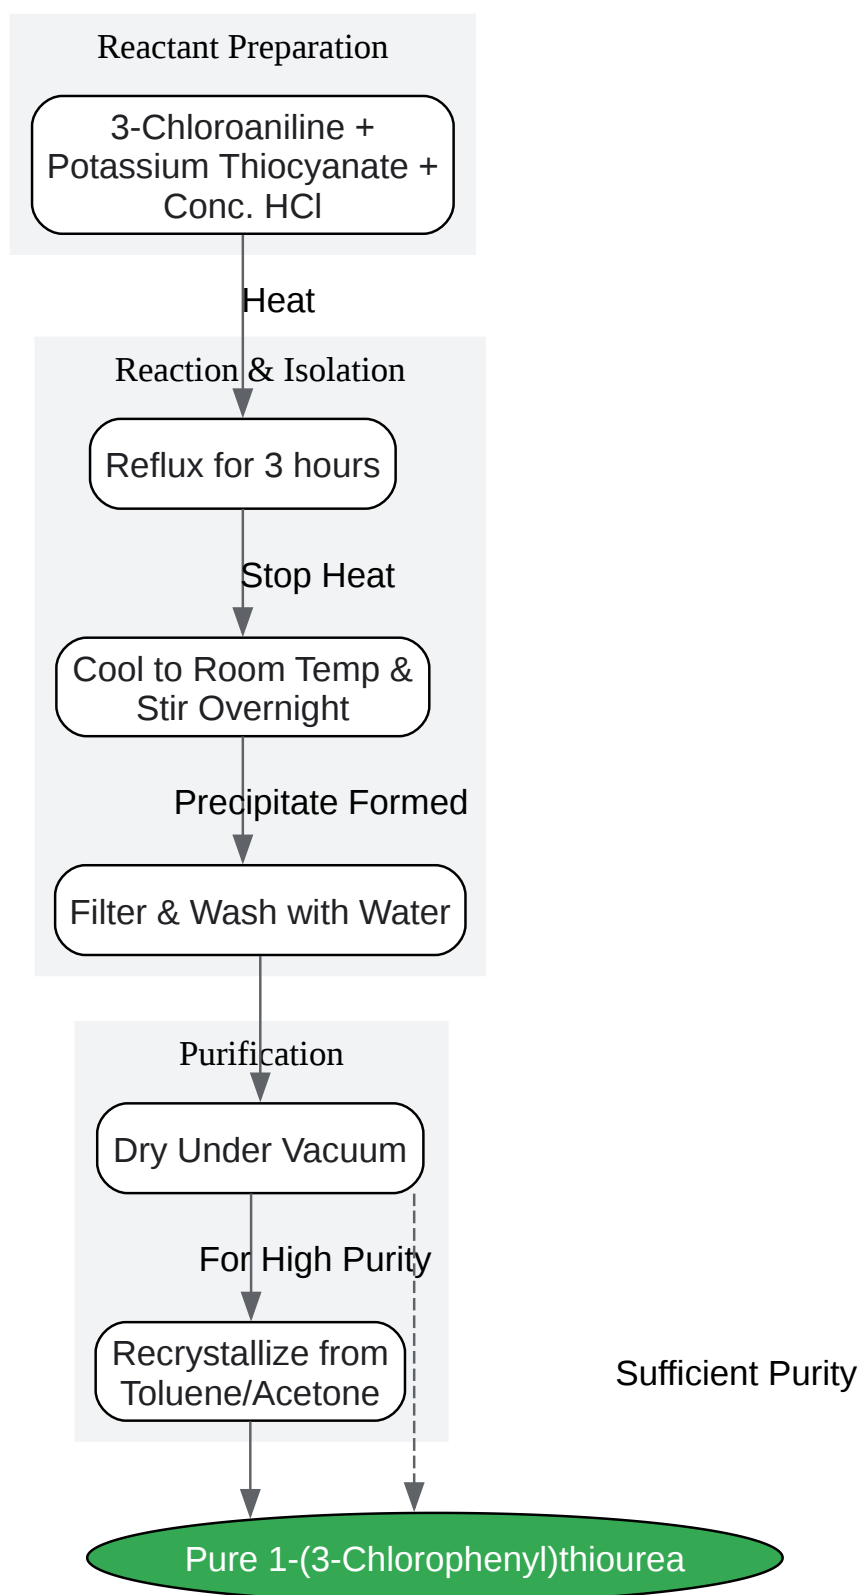 Reactant Preparation
3-Chloroaniline +
Potassium Thiocyanate +
Conc. HCl
Heat
Reaction & Isolation
Reflux for 3 hours
Stop Heat
Cool to Room Temp &
Stir Overnight
Precipitate Formed
Filter & Wash with Water
Purification
Dry Under Vacuum
For High Purity
Recrystallize from
Toluene/Acetone
Sufficient Purity
Pure 1-(3-Chlorophenyl)thiourea